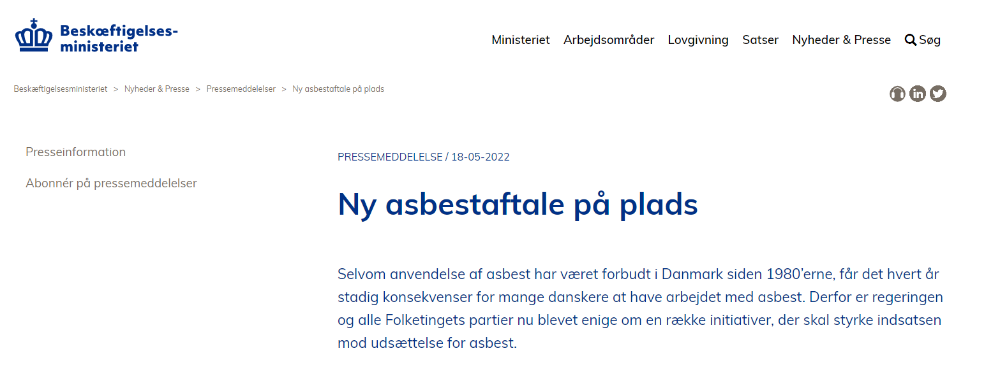 Beskæftigelses-
ministeriet
Ministeriet Arbejdsområder Lovgivning Satser Nyheder & Presse Søg
Beskæftigelsesministeriet > Nyheder & Presse > Pressemeddelelser > Ny asbestaftale på plads
in
Presseinformation
Abonnér på pressemeddelelser
PRESSEMEDDELELSE / 18-05-2022
Ny asbestaftale på plads
Selvom anvendelse af asbest har været forbudt i Danmark siden 1980’erne, får det hvert år
stadig konsekvenser for mange danskere at have arbejdet med asbest. Derfor er regeringen
og alle Folketingets partier nu blevet enige om en række initiativer, der skal styrke indsatsen
mod udsættelse for asbest.